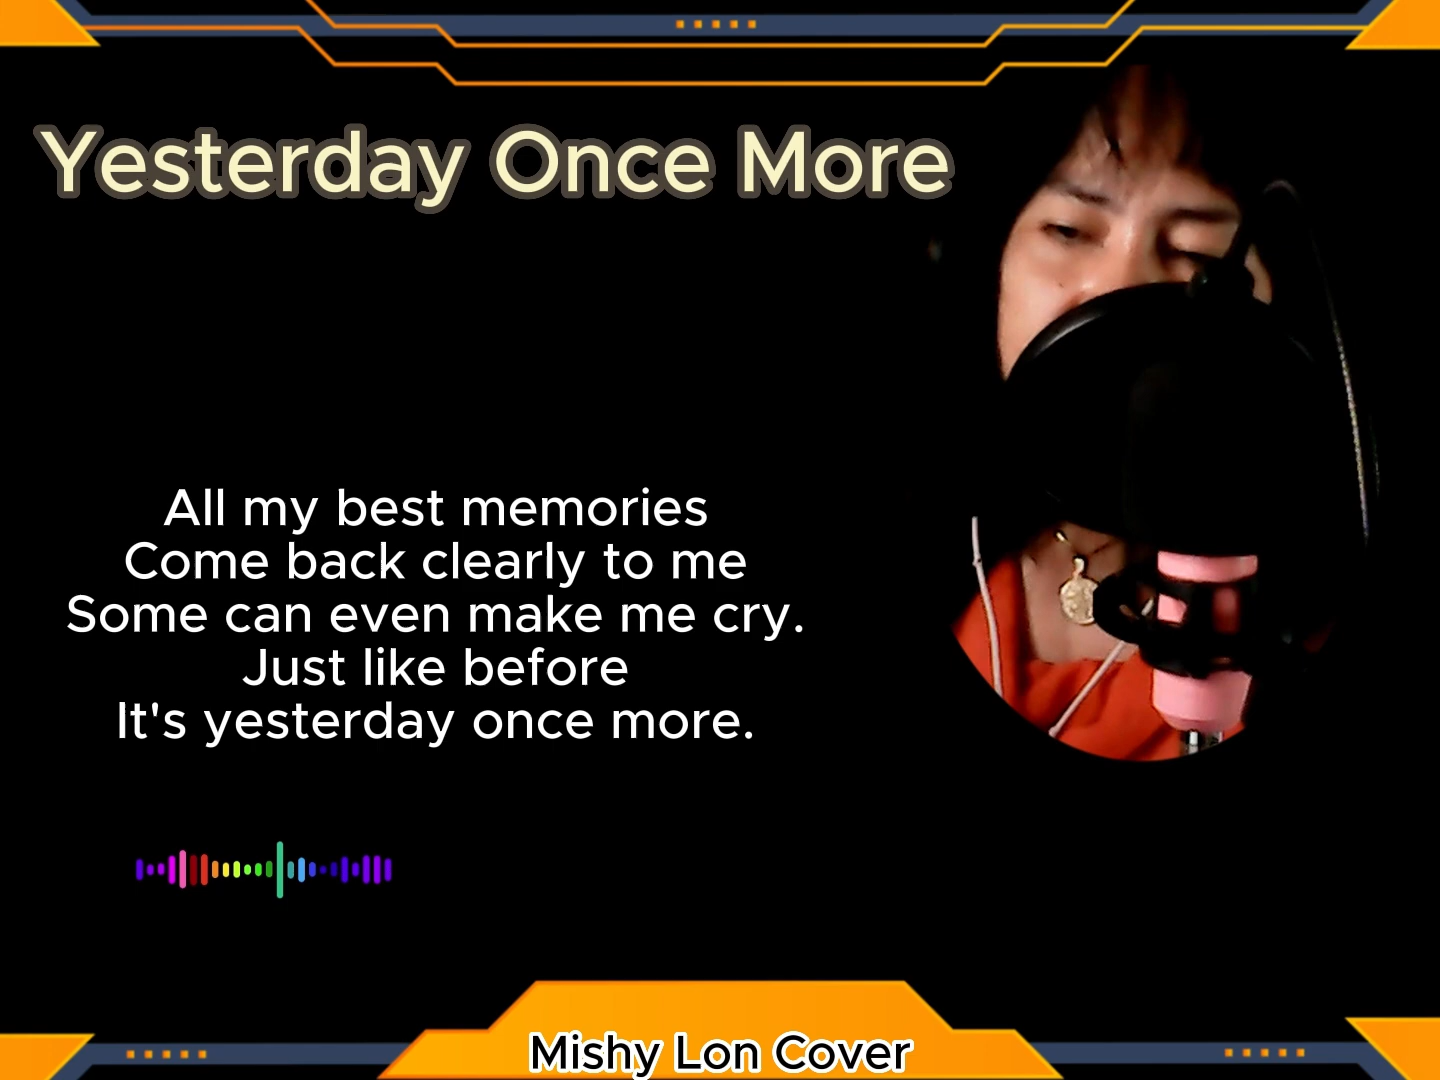 Yesterday Once More
All my best memories
Come back clearly to me
Some can even make me cry.
Just like before
It's yesterday once more.
Mishy Lon Cover